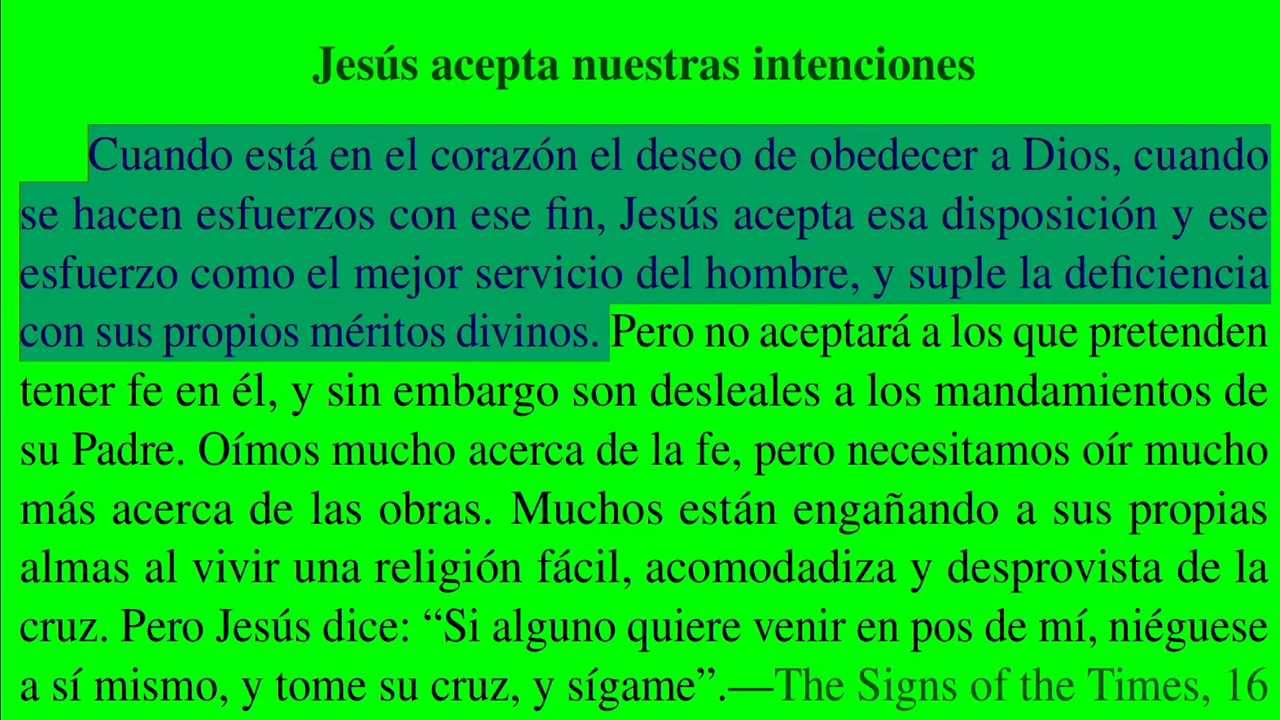 Jesús acepta nuestras intenciones
Cuando está en el corazón el deseo de obedecer a Dios, cuando
se hacen esfuerzos con ese fin, Jesús acepta esa disposición y ese
esfuerzo como el mejor servicio del hombre, y suple la deficiencia
con sus propios méritos divinos. Pero no aceptará a los que pretenden
tener fe en él, y sin embargo son desleales a los mandamientos de
su Padre. Oímos mucho acerca de la fe, pero necesitamos oír mucho
más acerca de las obras. Muchos están engañando a sus propias
almas al vivir una religión fácil, acomodadiza y desprovista de la
cruz. Pero Jesús dice: “Si alguno quiere venir en pos de mí, niéguese
a sí mismo, y tome su cruz, y sígame”.—The Signs of the Times, 16